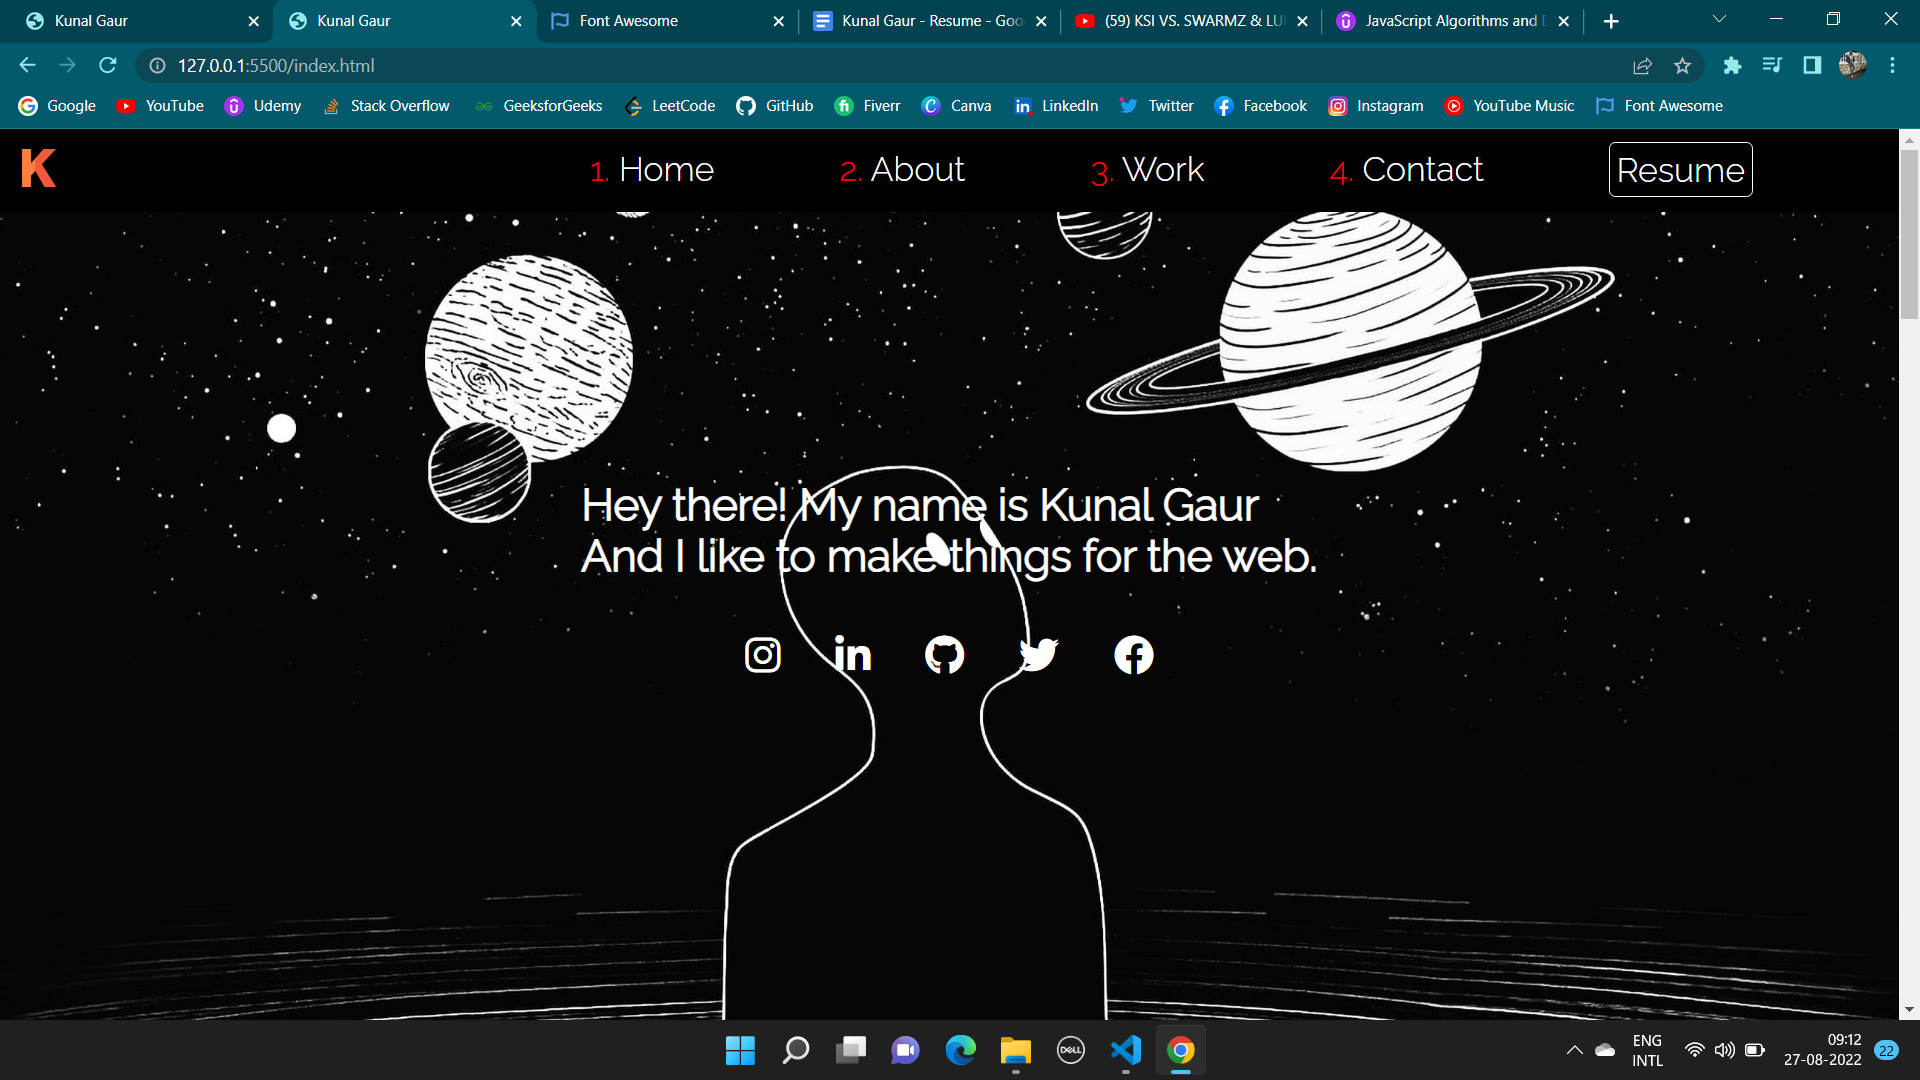 Kunal Gaur
Kunal Gaur
Font Awesome
Kunal Gaur - Resume - Goo
(59) KSI VS. SWARMZ & LU
JavaScript Algorithms and D
127.0.0.1:5500/index.html
Google
YouTube
Udemy
Stack Overflow
GeeksforGeeks
LeetCode
GitHub
Fiverr
Canva
LinkedIn
Twitter
Facebook
Instagram
YouTube Music
Font Awesome
K
1. Home
2. About
3. Work
4. Contact
Resume
Hey there! My name is Kunal Gaur
And I like to make things for the web.
DELL
ENG
INTL
09:12
27-08-2022
22